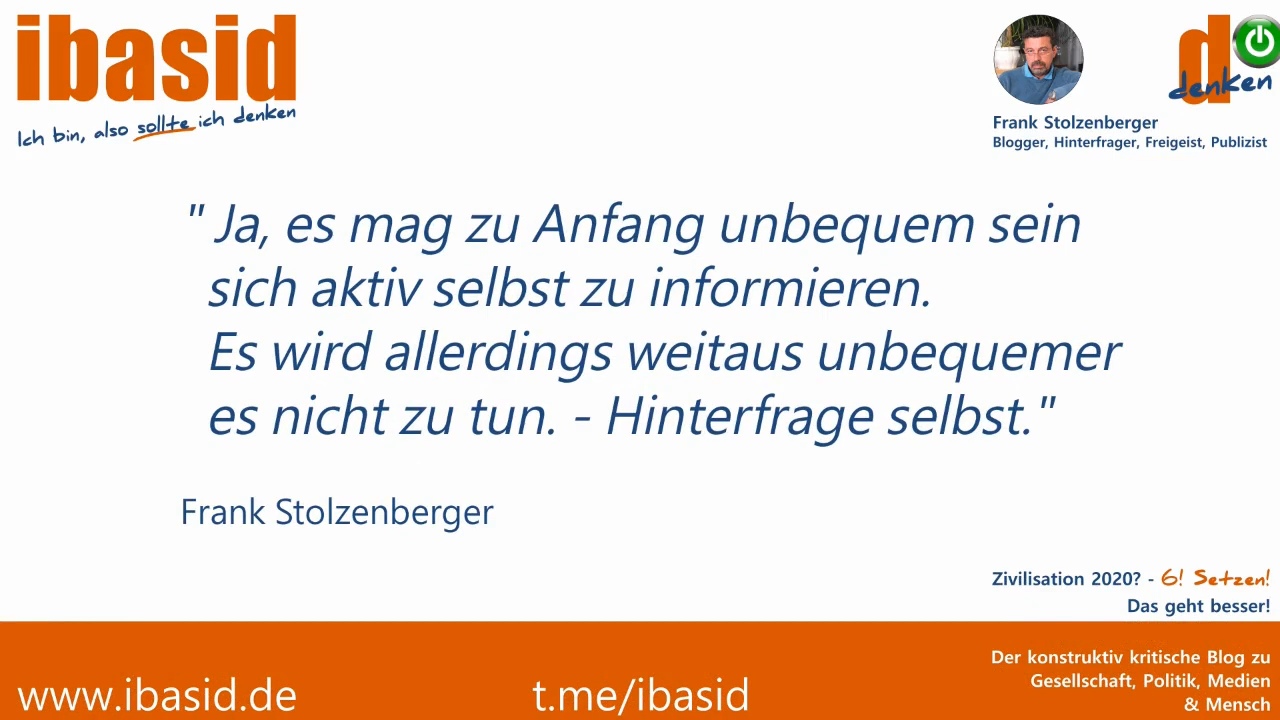 ibasid
Ich bin, also sollte ich denken
d
denken
Frank Stolzenberger
Blogger, Hinterfrager, Freigeist, Publizist
" Ja, es mag zu Anfang unbequem sein
sich aktiv selbst zu informieren.
Es wird allerdings weitaus unbequemer
es nicht zu tun. - Hinterfrage selbst."
Frank Stolzenberger
Zivilisation 2020? - 6! Setzen!
Das geht besser!
www.ibasid.de
t.me/ibasid
Der konstruktiv kritische Blog zu
Gesellschaft, Politik, Medien
& Mensch